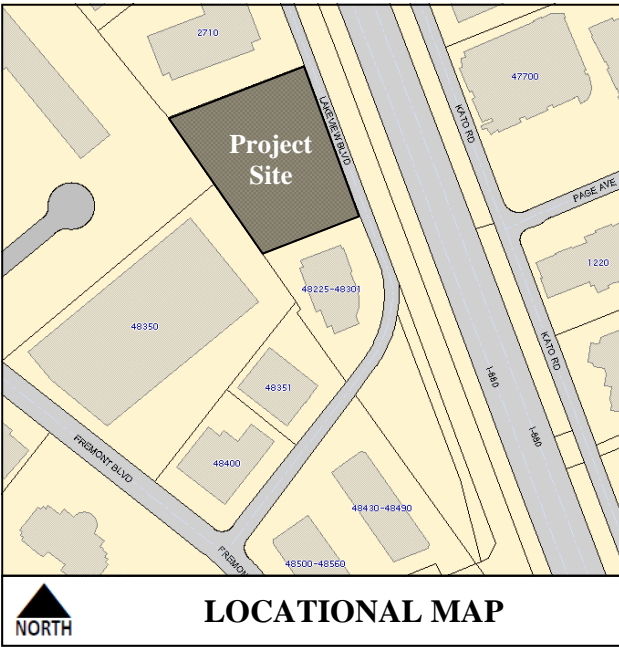 2710
47700
LAKEVIEW BLVD
KATO RD
Project
Site
PAGE AVE
1220
48225-48301
48350
KATO RD
I-880
48351
I-880
FREMONT BLVD
48400
48430-48490
FREMON
48500-48560
NORTH
LOCATIONAL MAP